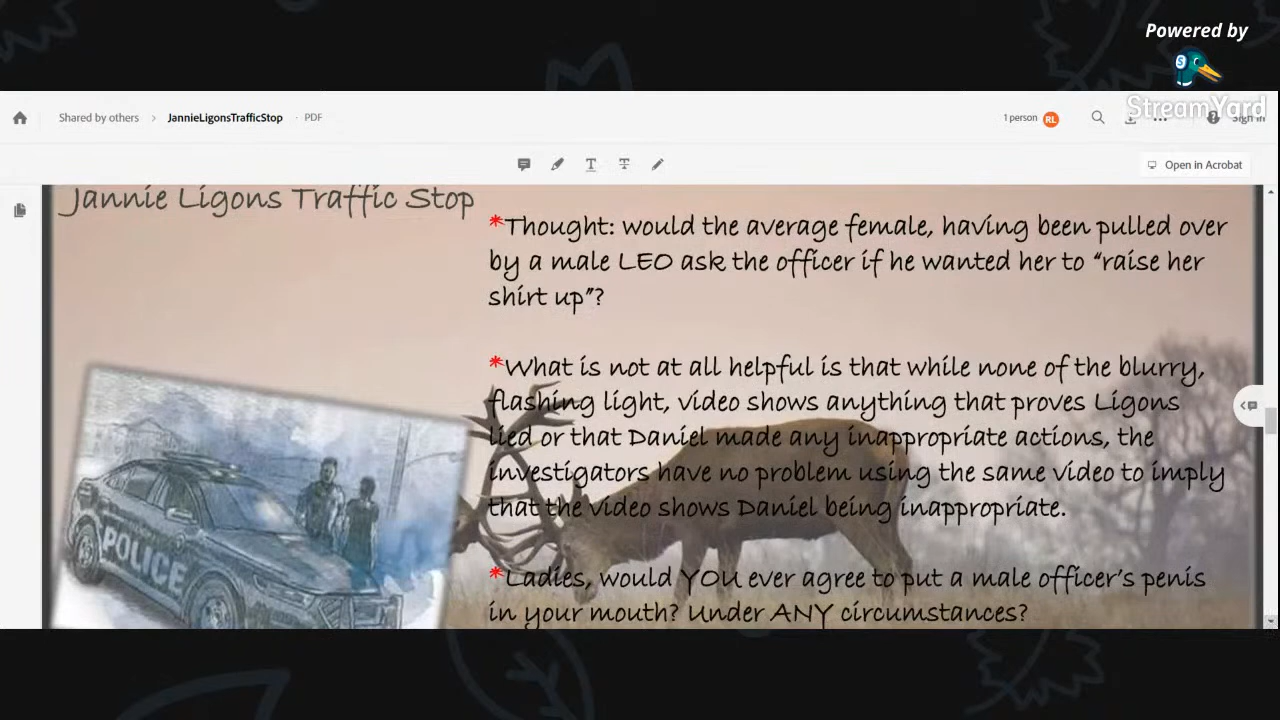 Powered by
StreamYard
Shared by others > JannieLigonsTrafficStop · PDF
1 person RL
Sign In
Open in Acrobat
Jannie Ligons Traffic Stop
*Thought: would the average female, having been pulled over
by a male LEO ask the officer if he wanted her to “raise her
shirt up”?
*What is not at all helpful is that while none of the blurry,
flashing light, video shows anything that proves Ligons
lied or that Daniel made any inappropriate actions, the
investigators have no problem using the same video to imply
that the video shows Daniel being inappropriate.
*Ladies, would YOU ever agree to put a male officer’s penis
in your mouth? Under ANY circumstances?
POLICE